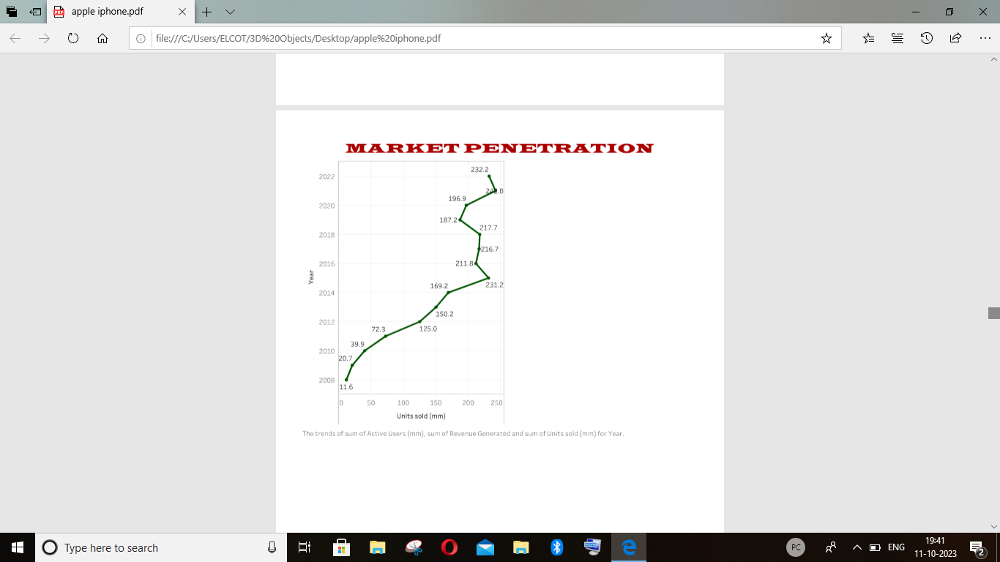 apple iphone.pdf
file:///C:/Users/ELCOT/3D%20Objects/Desktop/apple%20iphone.pdf
MARKET PENETRATION
232.2
2022
196.9
2020
187.2
217.7
2018
216.7
2016
211.8
Year
231.2
169.2
2014
150.2
2012
125.0
72.3
39.9
2010
20.7
2008
11.6
0 50 100 150 200 250
Units sold (mm)
The trends of sum of Active Users (mm), sum of Revenue Generated and sum of Units sold (mm) for Year.
Type here to search
PC
ENG
19:41
11-10-2023
2